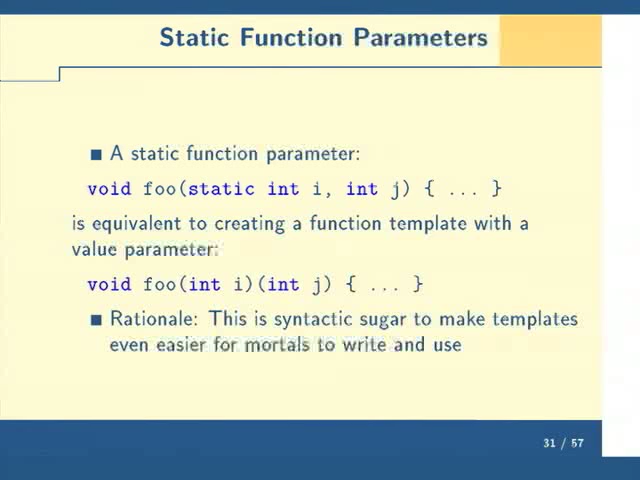 Static Function Parameters
■ A static function parameter:
void foo(static int i, int j) { ... }
is equivalent to creating a function template with a
value parameter:
void foo(int i)(int j) { ... }
■ Rationale: This is syntactic sugar to make templates
even easier for mortals to write and use
31 / 57